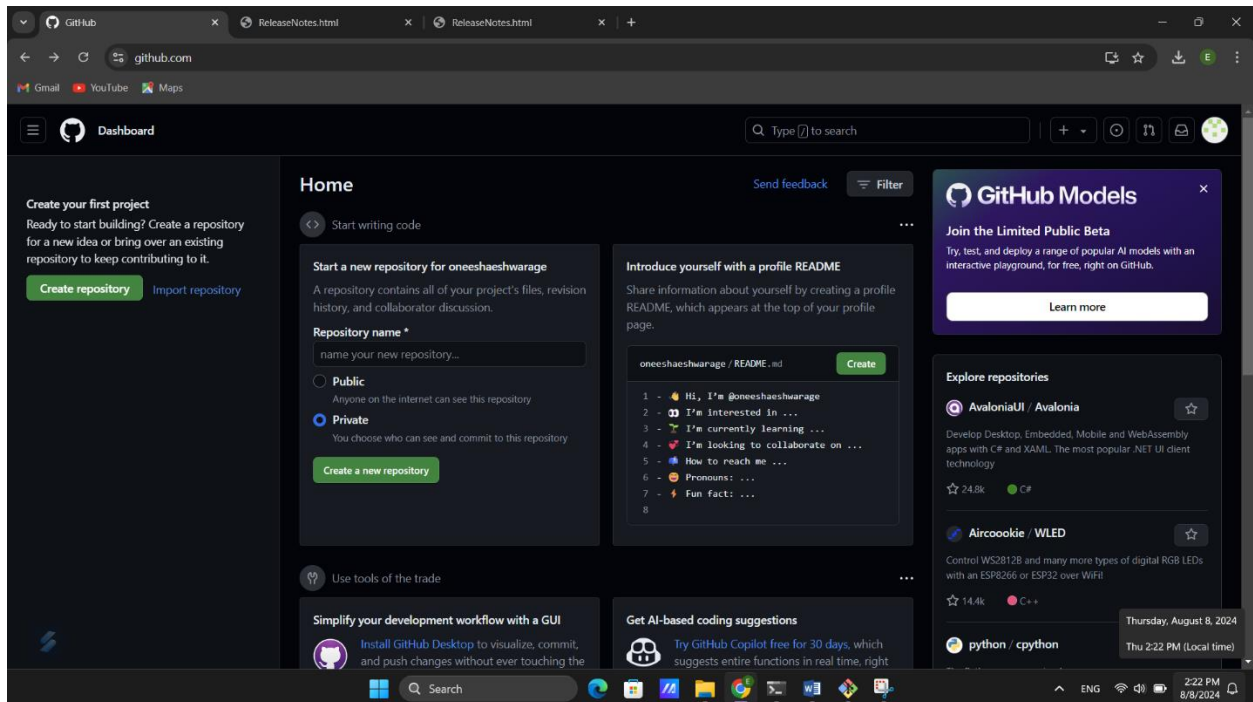 GitHub
ReleaseNotes.html
ReleaseNotes.html
github.com
E
Gmail
YouTube
Maps
Dashboard
Type / to search
Create your first project
Ready to start building? Create a repository
for a new idea or bring over an existing
repository to keep contributing to it.
Create repository
Import repository
Home
Send feedback
Filter
Start writing code
Start a new repository for oneeshaeshwarage
A repository contains all of your project's files, revision
history, and collaborator discussion.
Repository name *
name your new repository...
Public
Anyone on the internet can see this repository
Private
You choose who can see and commit to this repository
Create a new repository
Introduce yourself with a profile README
Share information about yourself by creating a profile
README, which appears at the top of your profile
page.
oneeshaeshwarage / README.md
Create
1 - 👋 Hi, I'm @oneeshaeshwarage
2 - 👀 I'm interested in ...
3 - 🌱 I'm currently learning ...
4 - 💞️ I'm looking to collaborate on ...
5 - 📫 How to reach me ...
6 - 😄 Pronouns: ...
7 - ⚡ Fun fact: ...
8
Use tools of the trade
Simplify your development workflow with a GUI
Install GitHub Desktop to visualize, commit,
and push changes without ever touching the
Get AI-based coding suggestions
Try GitHub Copilot free for 30 days, which
suggests entire functions in real time, right
GitHub Models
Join the Limited Public Beta
Try, test, and deploy a range of popular AI models with an
interactive playground, for free, right on GitHub.
Learn more
Explore repositories
AvaloniaUI / Avalonia
Develop Desktop, Embedded, Mobile and WebAssembly
apps with C# and XAML. The most popular .NET UI client
technology
24.8k
C#
Aircoookie / WLED
Control WS2812B and many more types of digital RGB LEDs
with an ESP8266 or ESP32 over WiFi!
14.4k
C++
python / cpython
Thursday, August 8, 2024
Thu 2:22 PM (Local time)
Search
ENG
2:22 PM
8/8/2024